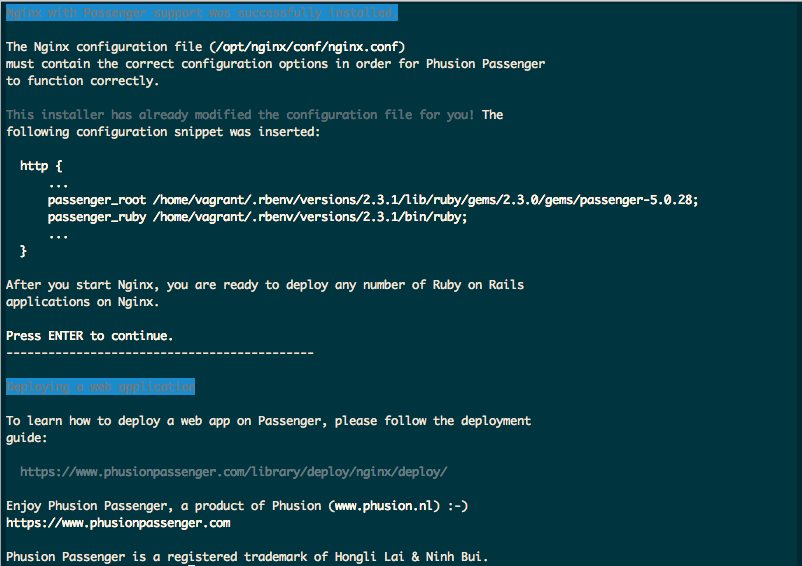 Nginx with Passenger support was successfully installed.
The Nginx configuration file (/opt/nginx/conf/nginx.conf)
must contain the correct configuration options in order for Phusion Passenger
to function correctly.
This installer has already modified the configuration file for you! The
following configuration snippet was inserted:
http {
...
passenger_root /home/vagrant/.rbenv/versions/2.3.1/lib/ruby/gems/2.3.0/gems/passenger-5.0.28;
passenger_ruby /home/vagrant/.rbenv/versions/2.3.1/bin/ruby;
...
}
After you start Nginx, you are ready to deploy any number of Ruby on Rails
applications on Nginx.
Press ENTER to continue.
--------------------------------------------
Deploying a web application
To learn how to deploy a web app on Passenger, please follow the deployment
guide:
https://www.phusionpassenger.com/library/deploy/nginx/deploy/
Enjoy Phusion Passenger, a product of Phusion (www.phusion.nl) :-)
https://www.phusionpassenger.com
Phusion Passenger is a registered trademark of Hongli Lai & Ninh Bui.